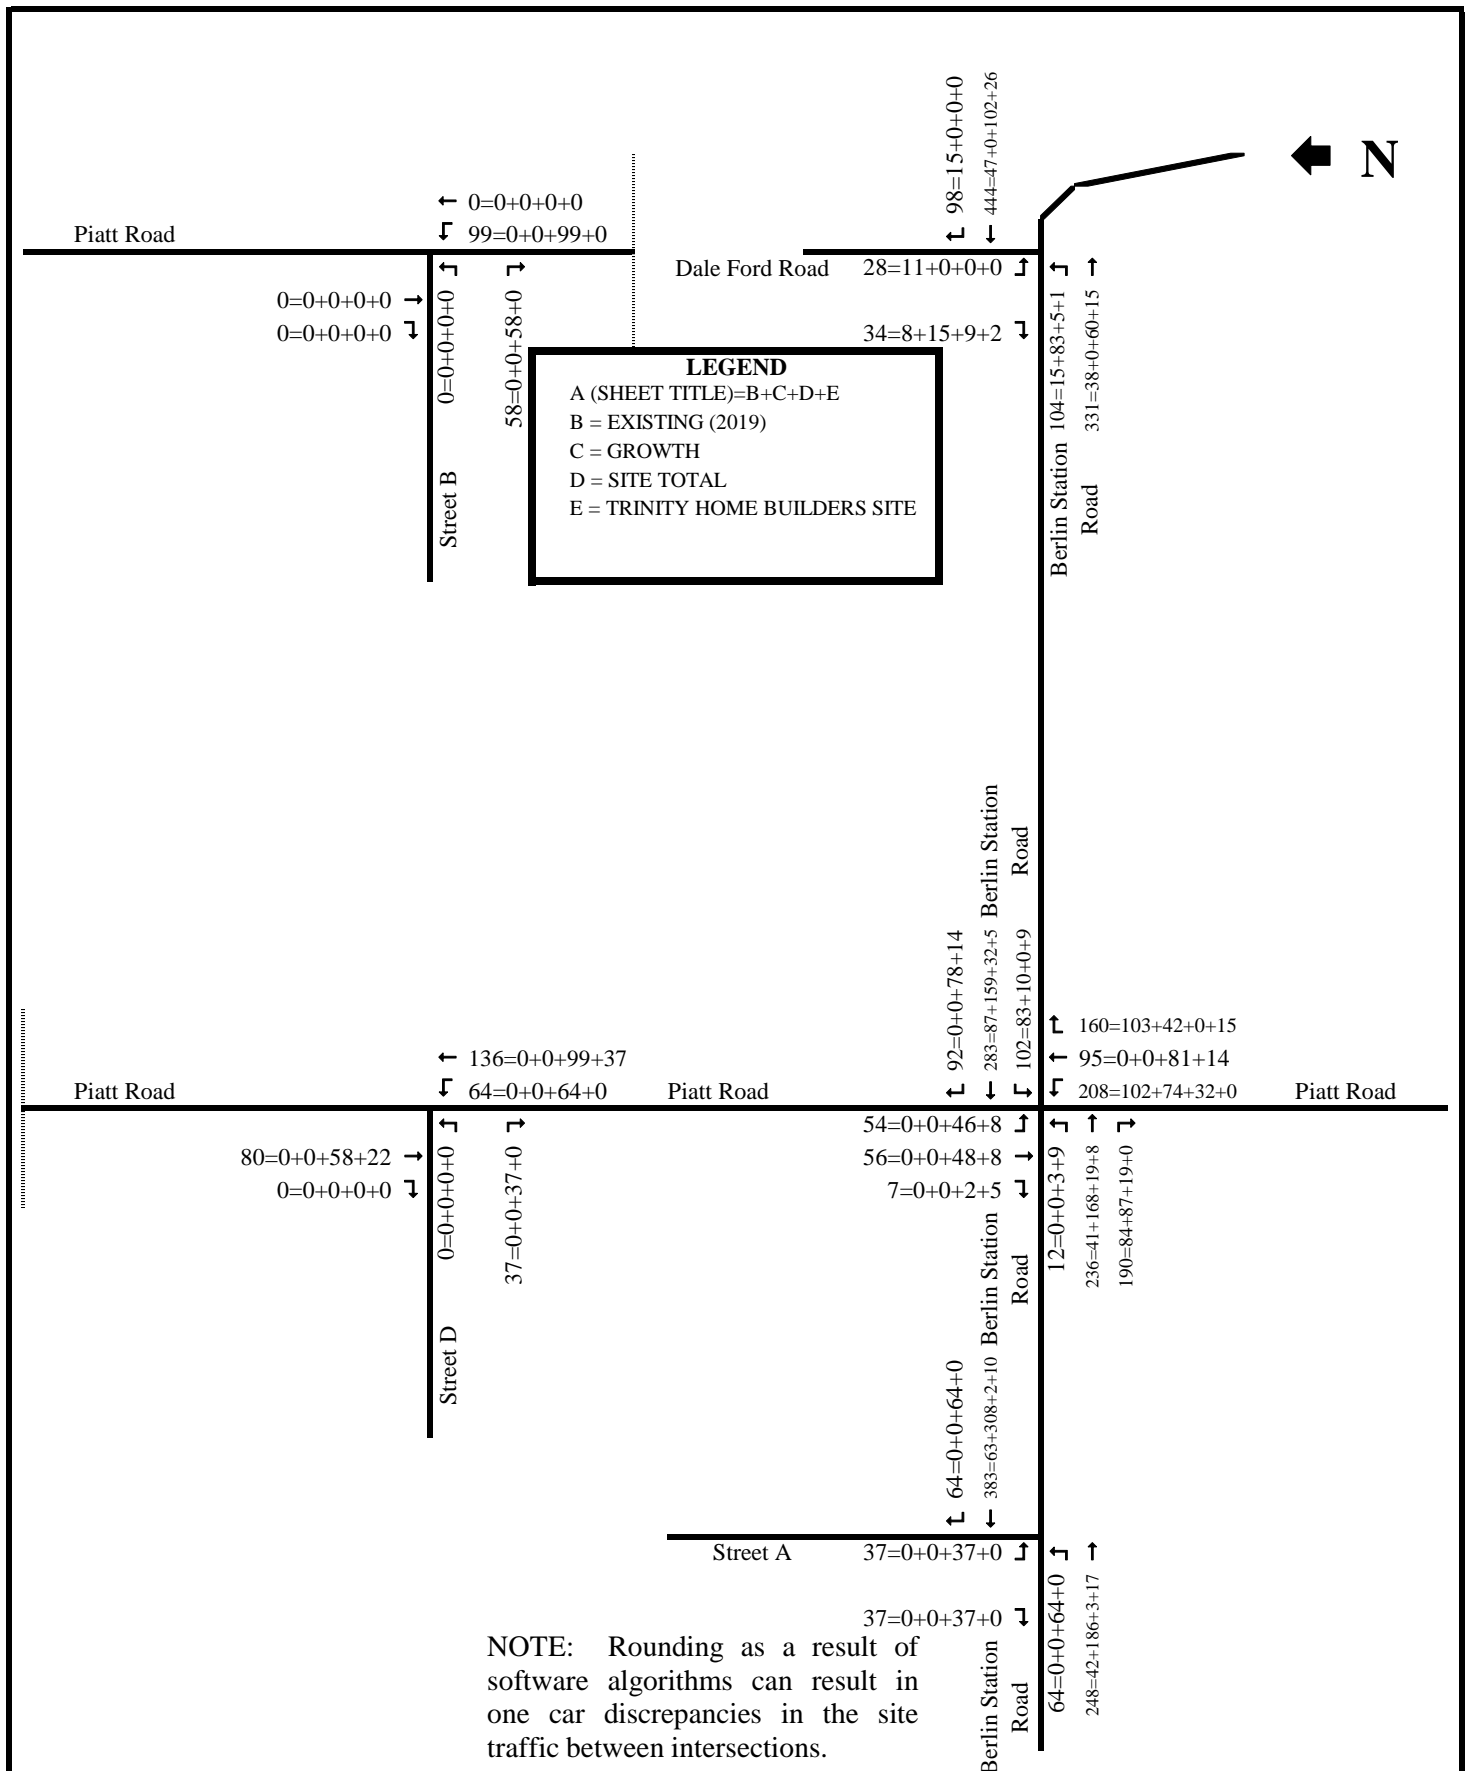 98=15+0+0+0
444=47+0+102+26
N
0=0+0+0+0
99=0+0+99+0
Piatt Road
Dale Ford Road
28=11+0+0+0
0=0+0+0+0
0=0+0+0+0
34=8+15+9+2
0=0+0+0+0
58=0+0+58+0
104=15+83+5+1
331=38+0+60+15
Street B
Berlin Station
Road
LEGEND
A (SHEET TITLE)=B+C+D+E
B = EXISTING (2019)
C = GROWTH
D = SITE TOTAL
E = TRINITY HOME BUILDERS SITE
Berlin Station
Road
92=0+0+78+14
283=87+159+32+5
102=83+10+0+9
160=103+42+0+15
136=0+0+99+37
95=0+0+81+14
Piatt Road
64=0+0+64+0
Piatt Road
208=102+74+32+0
Piatt Road
54=0+0+46+8
80=0+0+58+22
56=0+0+48+8
0=0+0+0+0
7=0+0+2+5
0=0+0+0+0
37=0+0+37+0
12=0+0+3+9
236=41+168+19+8
190=84+87+19+0
Street D
Berlin Station
Road
64=0+0+64+0
383=63+308+2+10
Street A
37=0+0+37+0
37=0+0+37+0
64=0+0+64+0
248=42+186+3+17
Berlin Station
Road
NOTE: Rounding as a result of
software algorithms can result in
one car discrepancies in the site
traffic between intersections.